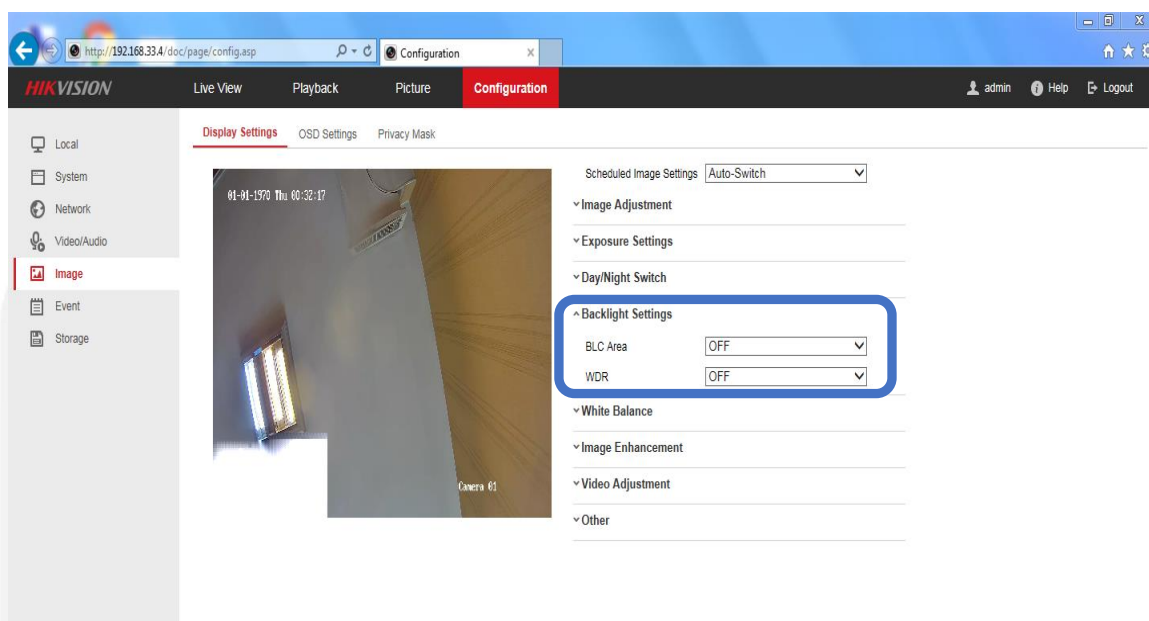 http://192.168.33.4/doc/page/config.asp
Configuration
HIKVISION
Live View
Playback
Picture
Configuration
admin
Help
Logout
Local
System
Network
Video/Audio
Image
Event
Storage
Display Settings
OSD Settings
Privacy Mask
01-01-1970 Thu 00:32:17
Camera 01
Scheduled Image Settings Auto-Switch
Image Adjustment
Exposure Settings
Day/Night Switch
Backlight Settings
BLC Area OFF
WDR OFF
White Balance
Image Enhancement
Video Adjustment
Other